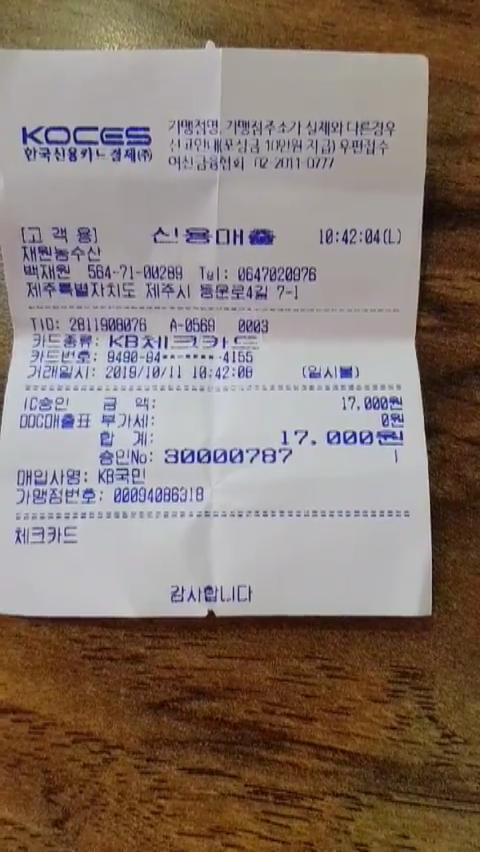 KOCES
한국신용카드결제(주)
가맹점명, 가맹점주소가 실제와 다른경우
신고안내(포상금 10만원 지급) 우편접수
여신금융협회 02-2011-0777
[고 객 용] 신용매출 10:42:04(L)
재원농수산
백재원 564-71-00289 Tel: 0647020976
제주특별자치도 제주시 동문로4길 7-1
TID: 2811908076 A-0569 0003
카드종류: KB체크카드
카드번호: 9490-94**-****-4155
거래일시: 2019/10/11 10:42:08 (일시불)
IC승인 금 액: 17,000원
DDC매출표 부가세: 0원
합 계: 17,000원
승인No: 30000787
매입사명: KB국민
가맹점번호: 00094086318
체크카드
감사합니다